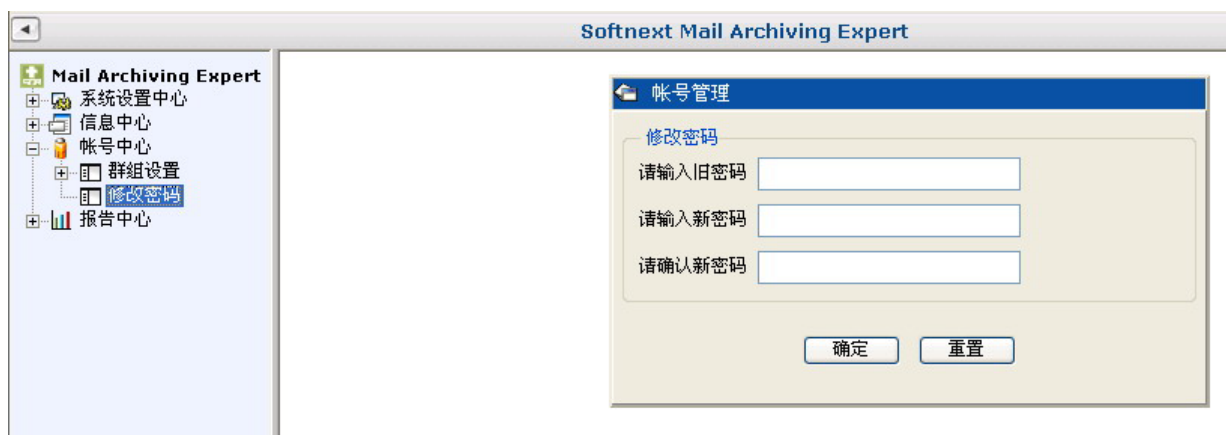 Softnext Mail Archiving Expert
Mail Archiving Expert
系统设置中心
信息中心
帐号中心
群组设置
修改密码
报告中心
帐号管理
修改密码
请输入旧密码
请输入新密码
请确认新密码
确定
重置